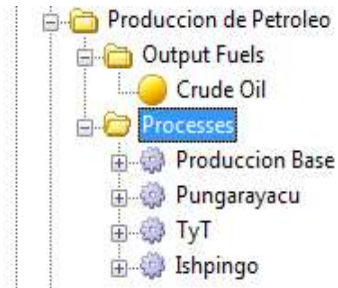 Produccion de Petroleo
Output Fuels
Crude Oil
Processes
Produccion Base
Pungarayacu
TyT
Ishpingo